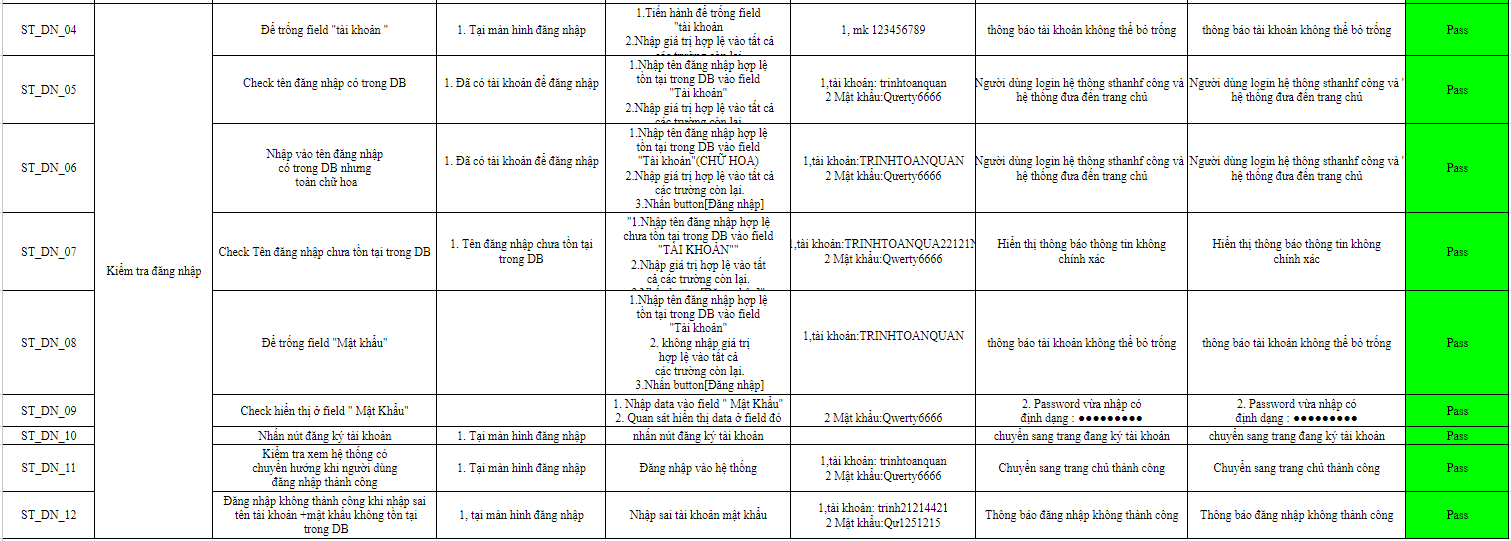 ST_DN_04
Để trống field "tài khoản "
1. Tại màn hình đăng nhập
1.Tiến hành để trống field
"tài khoản
2.Nhập giá trị hợp lệ vào tất cả
1, mk 123456789
thông báo tài khoản không thể bỏ trống
thông báo tài khoản không thể bỏ trống
Pass
ST_DN_05
Check tên đăng nhập có trong DB
1. Đã có tài khoản để đăng nhập
1.Nhập tên đăng nhập hợp lệ
tồn tại trong DB vào field
"Tài khoản"
2.Nhập giá trị hợp lệ vào tất cả
các trường còn lại.
1,tài khoản: trinhtoanquan
2 Mật khẩu:Qwerty6666
Người dùng login hệ thông sthanhf công và
hệ thống đưa đến trang chủ
Người dùng login hệ thông sthanhf công và
hệ thống đưa đến trang chủ
Pass
ST_DN_06
Nhập vào tên đăng nhập
có trong DB nhưng
toàn chữ hoa
1. Đã có tài khoản để đăng nhập
1.Nhập tên đăng nhập hợp lệ
tồn tại trong DB vào field
"Tài khoản"(CHỮ HOA)
2.Nhập giá trị hợp lệ vào tất cả
các trường còn lại.
3.Nhấn button[Đăng nhập]
1,tài khoản:TRINHTOANQUAN
2 Mật khẩu:Qwerty6666
Người dùng login hệ thông sthanhf công và
hệ thống đưa đến trang chủ
Người dùng login hệ thông sthanhf công và
hệ thống đưa đến trang chủ
Pass
ST_DN_07
Check Tên đăng nhập chưa tồn tại trong DB
1. Tên đăng nhập chưa tồn tại
trong DB
"1.Nhập tên đăng nhập hợp lệ
chưa tồn tại trong DB vào field
"TÀI KHOẢN""
2.Nhập giá trị hợp lệ vào tất
cả các trường còn lại.
1,tài khoản:TRINHTOANQUA22121N
2 Mật khẩu:Qwerty6666
Hiển thị thông báo thông tin không
chính xác
Hiển thị thông báo thông tin không
chính xác
Pass
Kiểm tra đăng nhập
ST_DN_08
Để trống field "Mật khẩu"
1.Nhập tên đăng nhập hợp lệ
tồn tại trong DB vào field
"Tài khoản"
2. không nhập giá trị
hợp lệ vào tất cả
các trường còn lại.
3.Nhấn button[Đăng nhập]
1,tài khoản:TRINHTOANQUAN
thông báo tài khoản không thể bỏ trống
thông báo tài khoản không thể bỏ trống
Pass
ST_DN_09
Check hiển thị ở field " Mật Khẩu"
1. Nhập data vào field " Mật Khẩu"
2. Quan sát hiển thị data ở field đó
2 Mật khẩu:Qwerty6666
2. Password vừa nhập có
định dạng : ●●●●●●●●●
2. Password vừa nhập có
định dạng : ●●●●●●●●●
Pass
ST_DN_10
Nhấn nút đăng ký tài khoản
1. Tại màn hình đăng nhập
nhấn nút đăng ký tài khoản
chuyển sang trang đang ký tài khoản
chuyển sang trang đang ký tài khoản
Pass
ST_DN_11
Kiểm tra xem hệ thống có
chuyển hướng khi người dùng
đăng nhập thành công
1. Tại màn hình đăng nhập
Đăng nhập vào hệ thống
1,tài khoản: trinhtoanquan
2 Mật khẩu:Qwerty6666
Chuyển sang trang chủ thành công
Chuyển sang trang chủ thành công
Pass
ST_DN_12
Đăng nhập không thành công khi nhập sai
tên tài khoản +mật khẩu không tồn tại
trong DB
1, tại màn hình đăng nhập
Nhập sai tài khoản mật khẩu
1,tài khoản: trinh21214421
2 Mật khẩu:Qư1251215
Thông báo đăng nhập không thành công
Thông báo đăng nhập không thành công
Pass